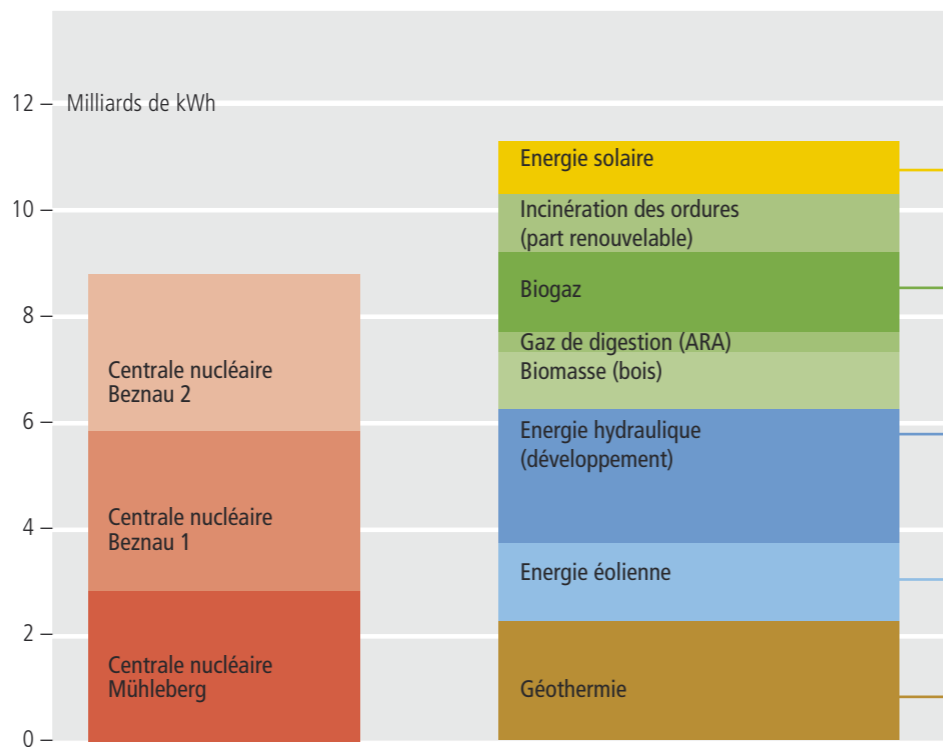 12
Milliards de kWh
10
8
6
4
2
0
Centrale nucléaire
Beznau 2
Centrale nucléaire
Beznau 1
Centrale nucléaire
Mühleberg
Energie solaire
Incinération des ordures
(part renouvelable)
Biogaz
Gaz de digestion (ARA)
Biomasse (bois)
Energie hydraulique
(développement)
Energie éolienne
Géothermie